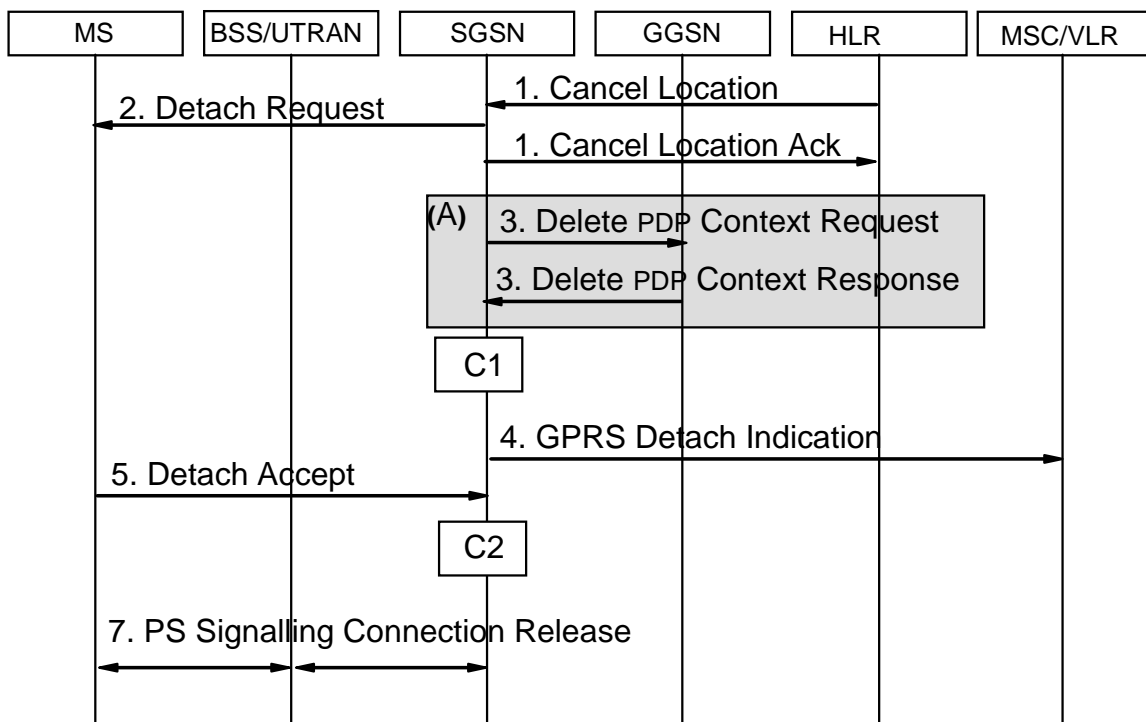 MS BSS/UTRAN SGSN GGSN HLR MSC/VLR
1. Cancel Location
2. Detach Request
1. Cancel Location Ack
(A) 3. Delete PDP Context Request
3. Delete PDP Context Response
C1
4. GPRS Detach Indication
5. Detach Accept
C2
7. PS Signalling Connection Release